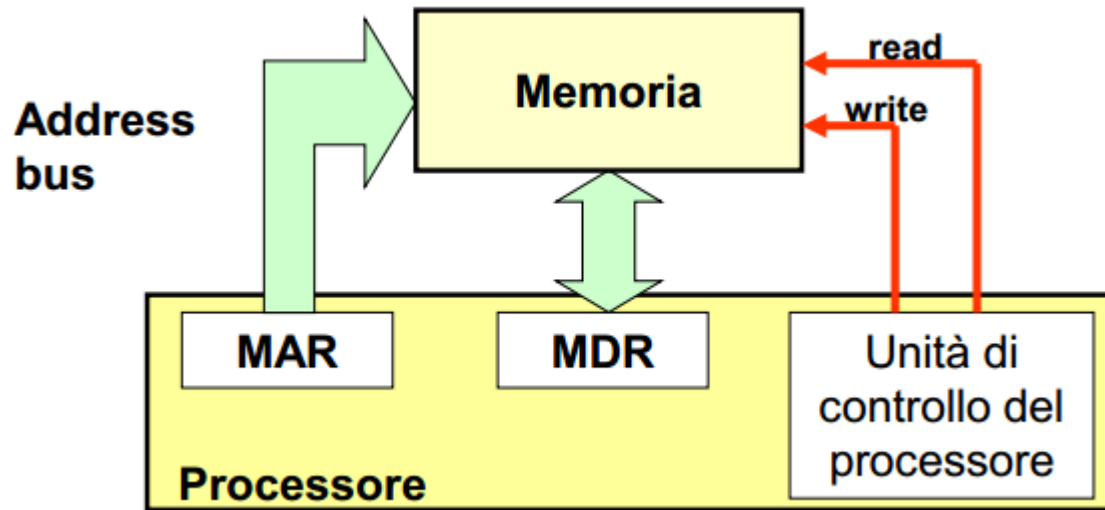 Address
bus
Memoria
read
write
MAR
MDR
Unità di
controllo del
processore
Processore